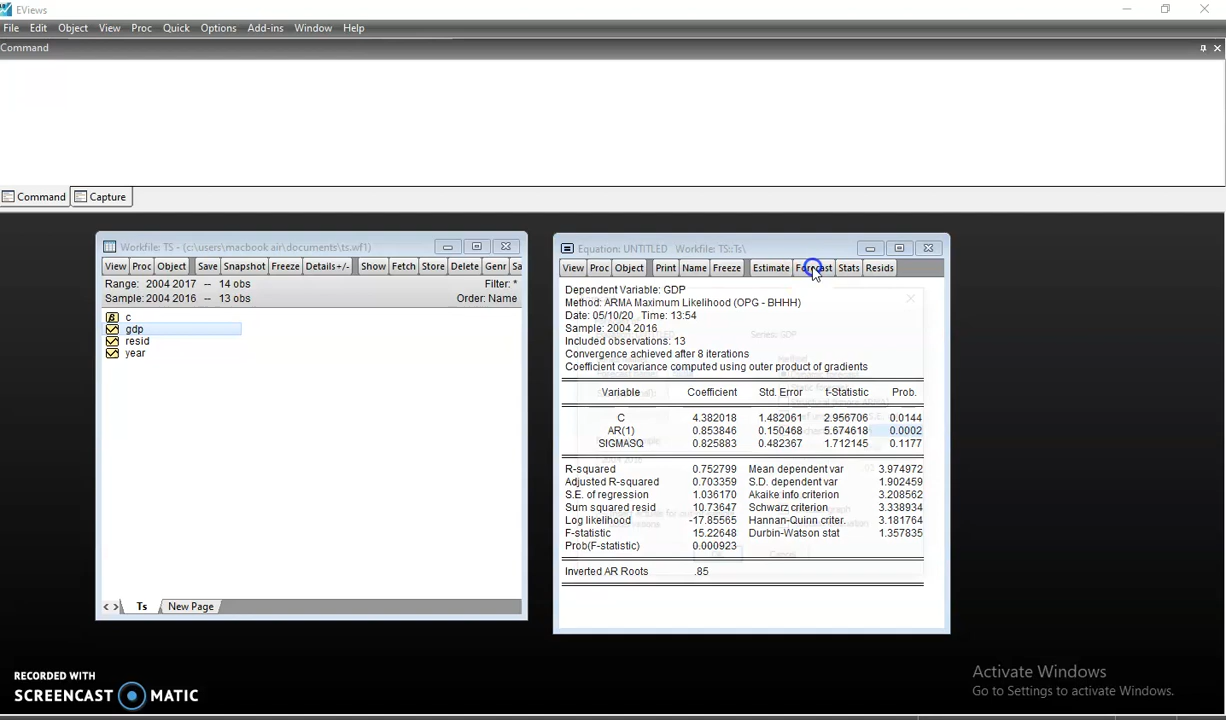 EViews
File Edit Object View Proc Quick Options Add-ins Window Help
Command
Command Capture
Workfile: TS - (c:\users\macbook air\documents\ts.wf1)
View Proc Object Save Snapshot Freeze Details+/- Show Fetch Store Delete Genr Sa
Range: 2004 2017 -- 14 obs Filter: *
Sample: 2004 2016 -- 13 obs Order: Name
c
gdp
resid
year
Ts New Page
Equation: UNTITLED Workfile: TS::Ts\
View Proc Object Print Name Freeze Estimate Forecast Stats Resids
Dependent Variable: GDP
Method: ARMA Maximum Likelihood (OPG - BHHH)
Date: 05/10/20 Time: 13:54
Sample: 2004 2016
Included observations: 13
Convergence achieved after 8 iterations
Coefficient covariance computed using outer product of gradients
Variable Coefficient Std. Error t-Statistic Prob.
C 4.382018 1.482061 2.956706 0.0144
AR(1) 0.853846 0.150468 5.674618 0.0002
SIGMASQ 0.825883 0.482367 1.712145 0.1177
R-squared 0.752799 Mean dependent var 3.974972
Adjusted R-squared 0.703359 S.D. dependent var 1.902459
S.E. of regression 1.036170 Akaike info criterion 3.208562
Sum squared resid 10.73647 Schwarz criterion 3.338934
Log likelihood -17.85565 Hannan-Quinn criter. 3.181764
F-statistic 15.22648 Durbin-Watson stat 1.357835
Prob(F-statistic) 0.000923
Inverted AR Roots .85
RECORDED WITH
SCREENCAST MATIC
Activate Windows
Go to Settings to activate Windows.